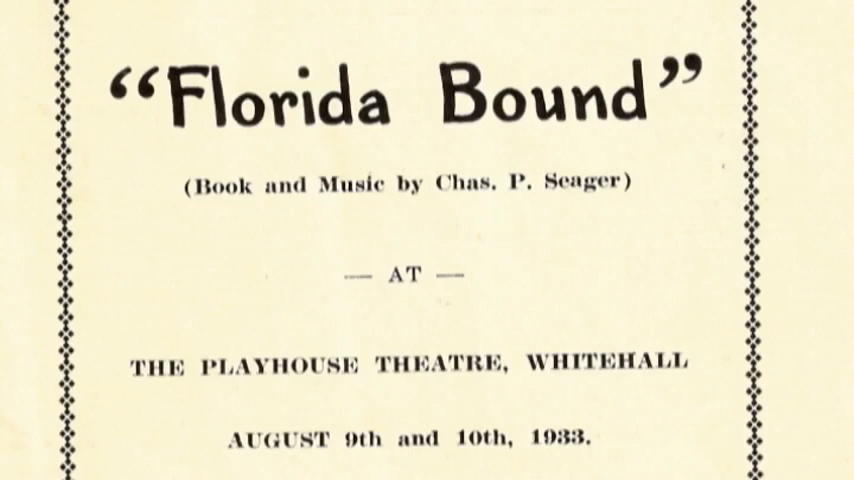 “Florida Bound”
(Book and Music by Chas. P. Seager)
— AT —
THE PLAYHOUSE THEATRE, WHITEHALL
AUGUST 9th and 10th, 1933.